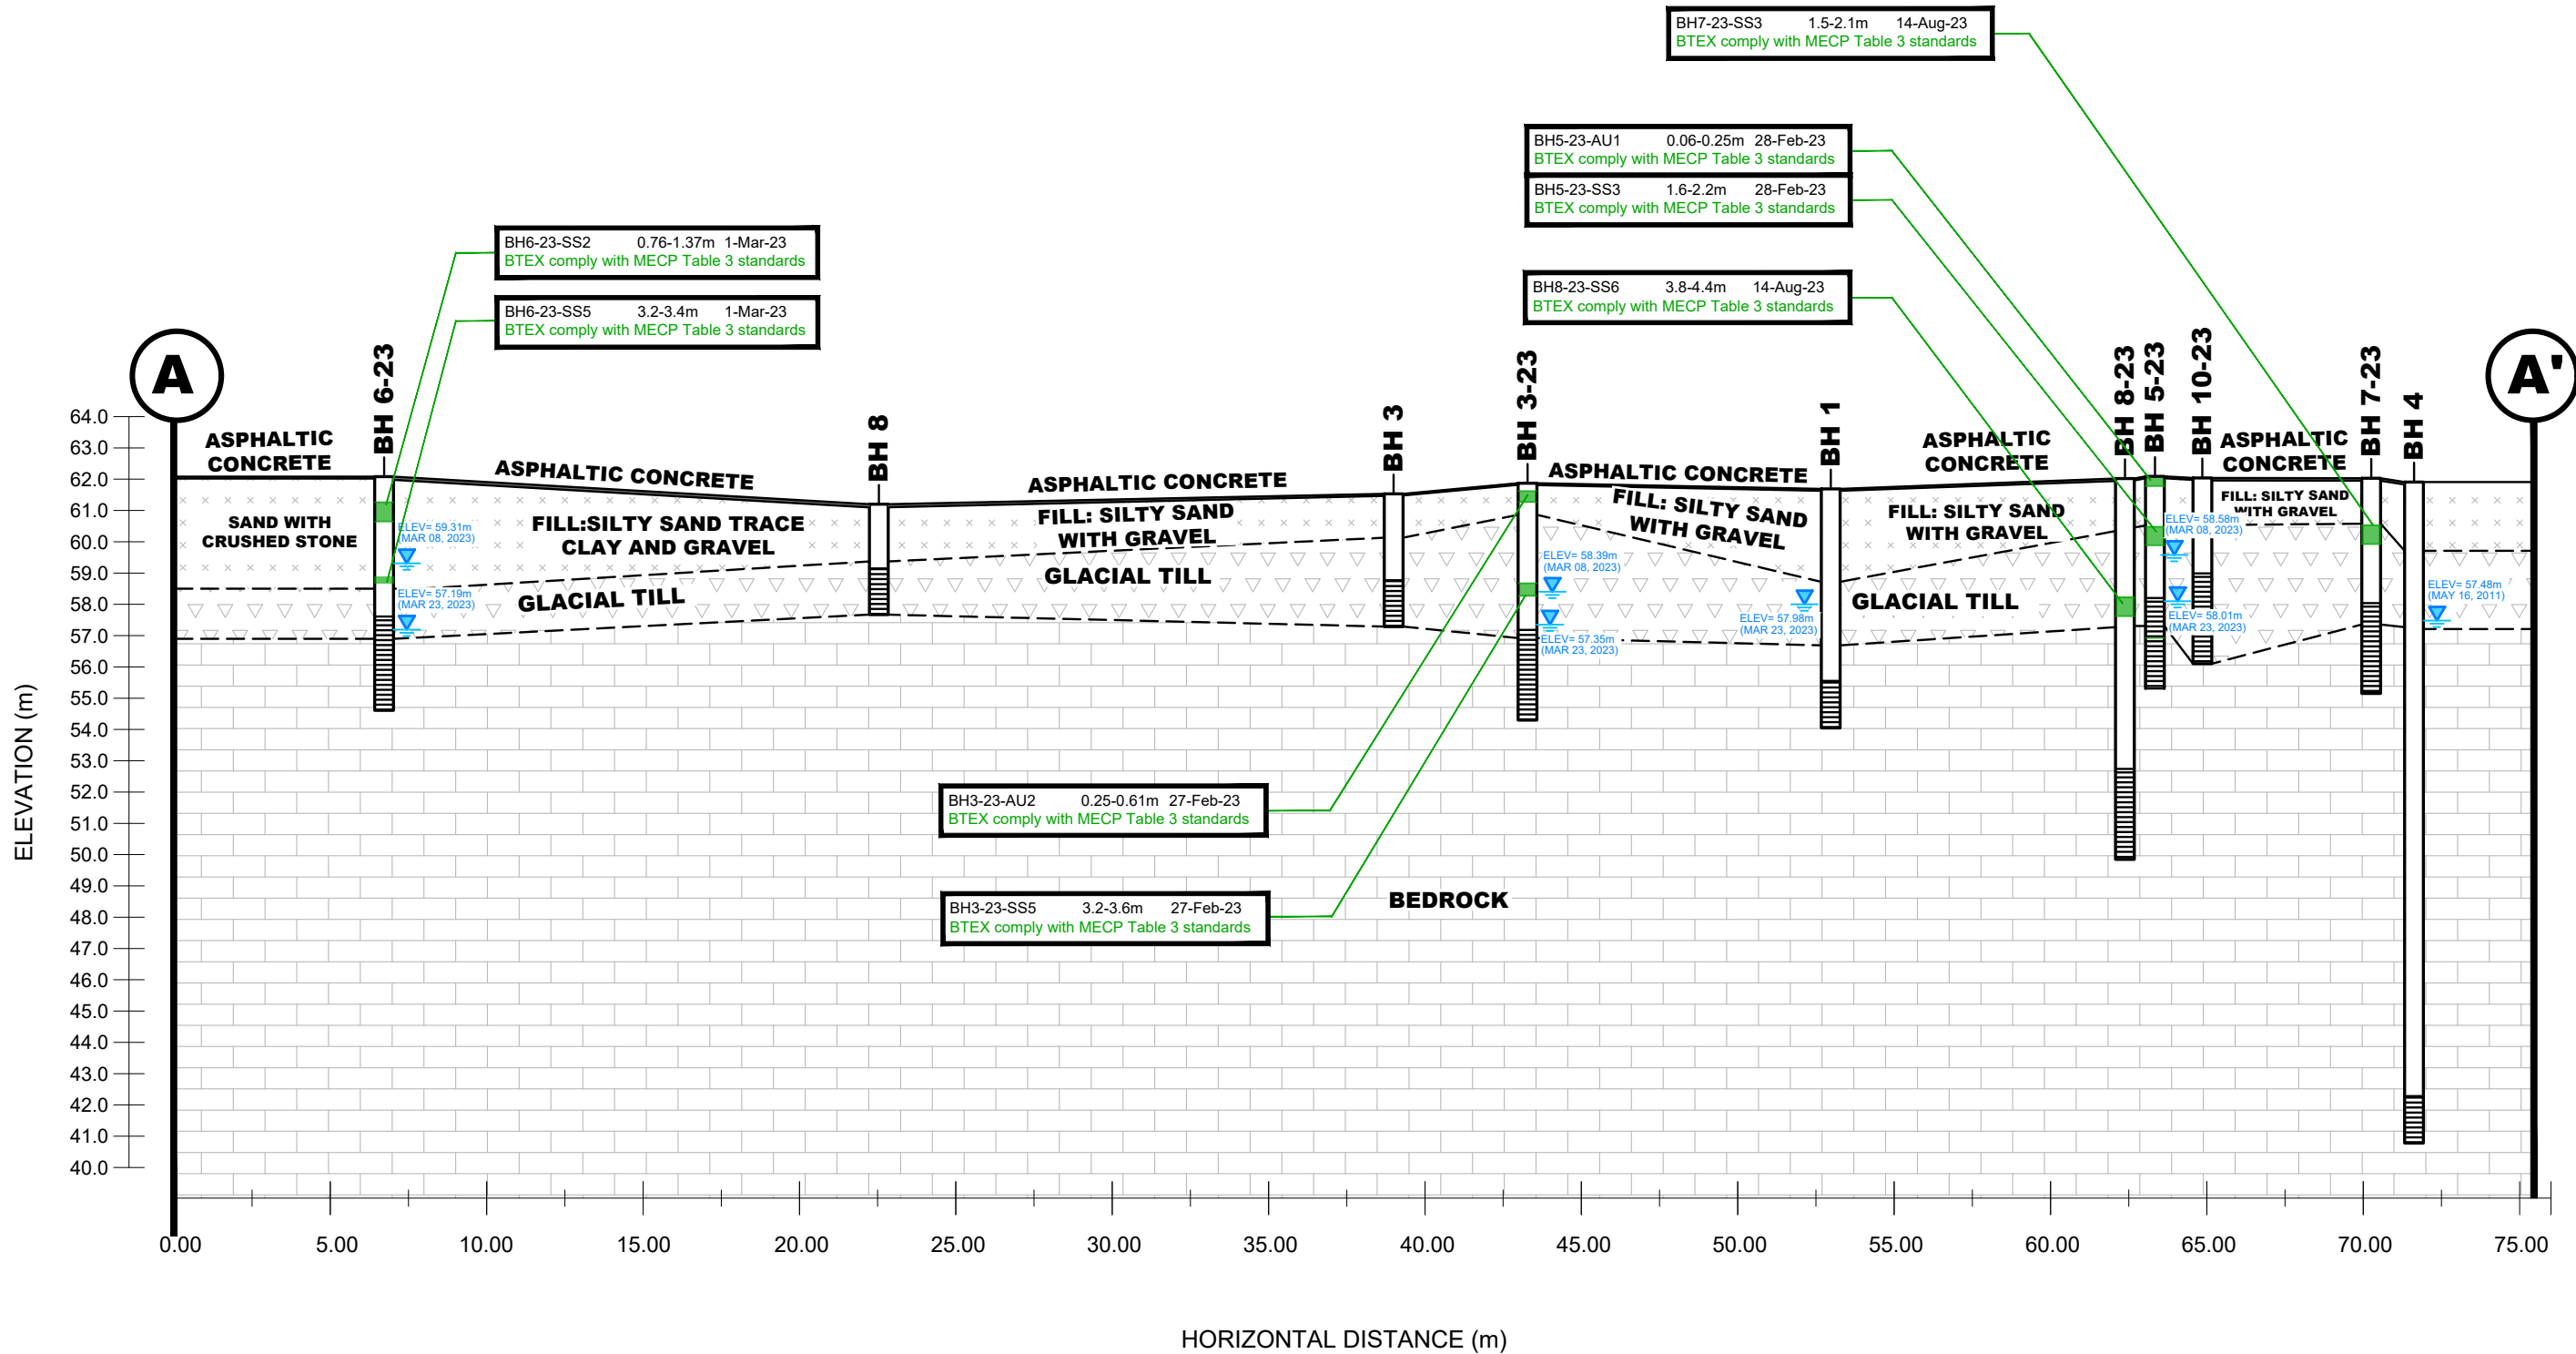 BH7-23-SS3 1.5-2.1m 14-Aug-23
BTEX comply with MECP Table 3 standards
BH5-23-AU1 0.06-0.25m 28-Feb-23
BTEX comply with MECP Table 3 standards
BH5-23-SS3 1.6-2.2m 28-Feb-23
BTEX comply with MECP Table 3 standards
BH6-23-SS2 0.76-1.37m 1-Mar-23
BTEX comply with MECP Table 3 standards
BH6-23-SS5 3.2-3.4m 1-Mar-23
BTEX comply with MECP Table 3 standards
BH8-23-SS6 3.8-4.4m 14-Aug-23
BTEX comply with MECP Table 3 standards
A
A'
BH 6-23
BH 8
BH 3
BH 3-23
BH 1
BH 8-23
BH 5-23
BH 10-23
BH 7-23
BH 4
ASPHALTIC
CONCRETE
ASPHALTIC CONCRETE
ASPHALTIC CONCRETE
ASPHALTIC CONCRETE
ASPHALTIC
CONCRETE
ASPHALTIC
CONCRETE
SAND WITH
CRUSHED STONE
FILL:SILTY SAND TRACE
CLAY AND GRAVEL
FILL: SILTY SAND
WITH GRAVEL
FILL: SILTY SAND
WITH GRAVEL
FILL: SILTY SAND
WITH GRAVEL
FILL: SILTY SAND
WITH GRAVEL
ELEV= 59.31m
(MAR 08, 2023)
ELEV= 57.19m
(MAR 23, 2023)
ELEV= 58.39m
(MAR 08, 2023)
ELEV= 57.35m
(MAR 23, 2023)
ELEV= 57.98m
(MAR 23, 2023)
ELEV= 58.58m
(MAR 08, 2023)
ELEV= 58.01m
(MAR 23, 2023)
ELEV= 57.48m
(MAY 16, 2011)
GLACIAL TILL
GLACIAL TILL
GLACIAL TILL
BH3-23-AU2 0.25-0.61m 27-Feb-23
BTEX comply with MECP Table 3 standards
BH3-23-SS5 3.2-3.6m 27-Feb-23
BTEX comply with MECP Table 3 standards
BEDROCK
ELEVATION (m)
64.0
63.0
62.0
61.0
60.0
59.0
58.0
57.0
56.0
55.0
54.0
53.0
52.0
51.0
50.0
49.0
48.0
47.0
46.0
45.0
44.0
43.0
42.0
41.0
40.0
0.00 5.00 10.00 15.00 20.00 25.00 30.00 35.00 40.00 45.00 50.00 55.00 60.00 65.00 70.00 75.00
HORIZONTAL DISTANCE (m)